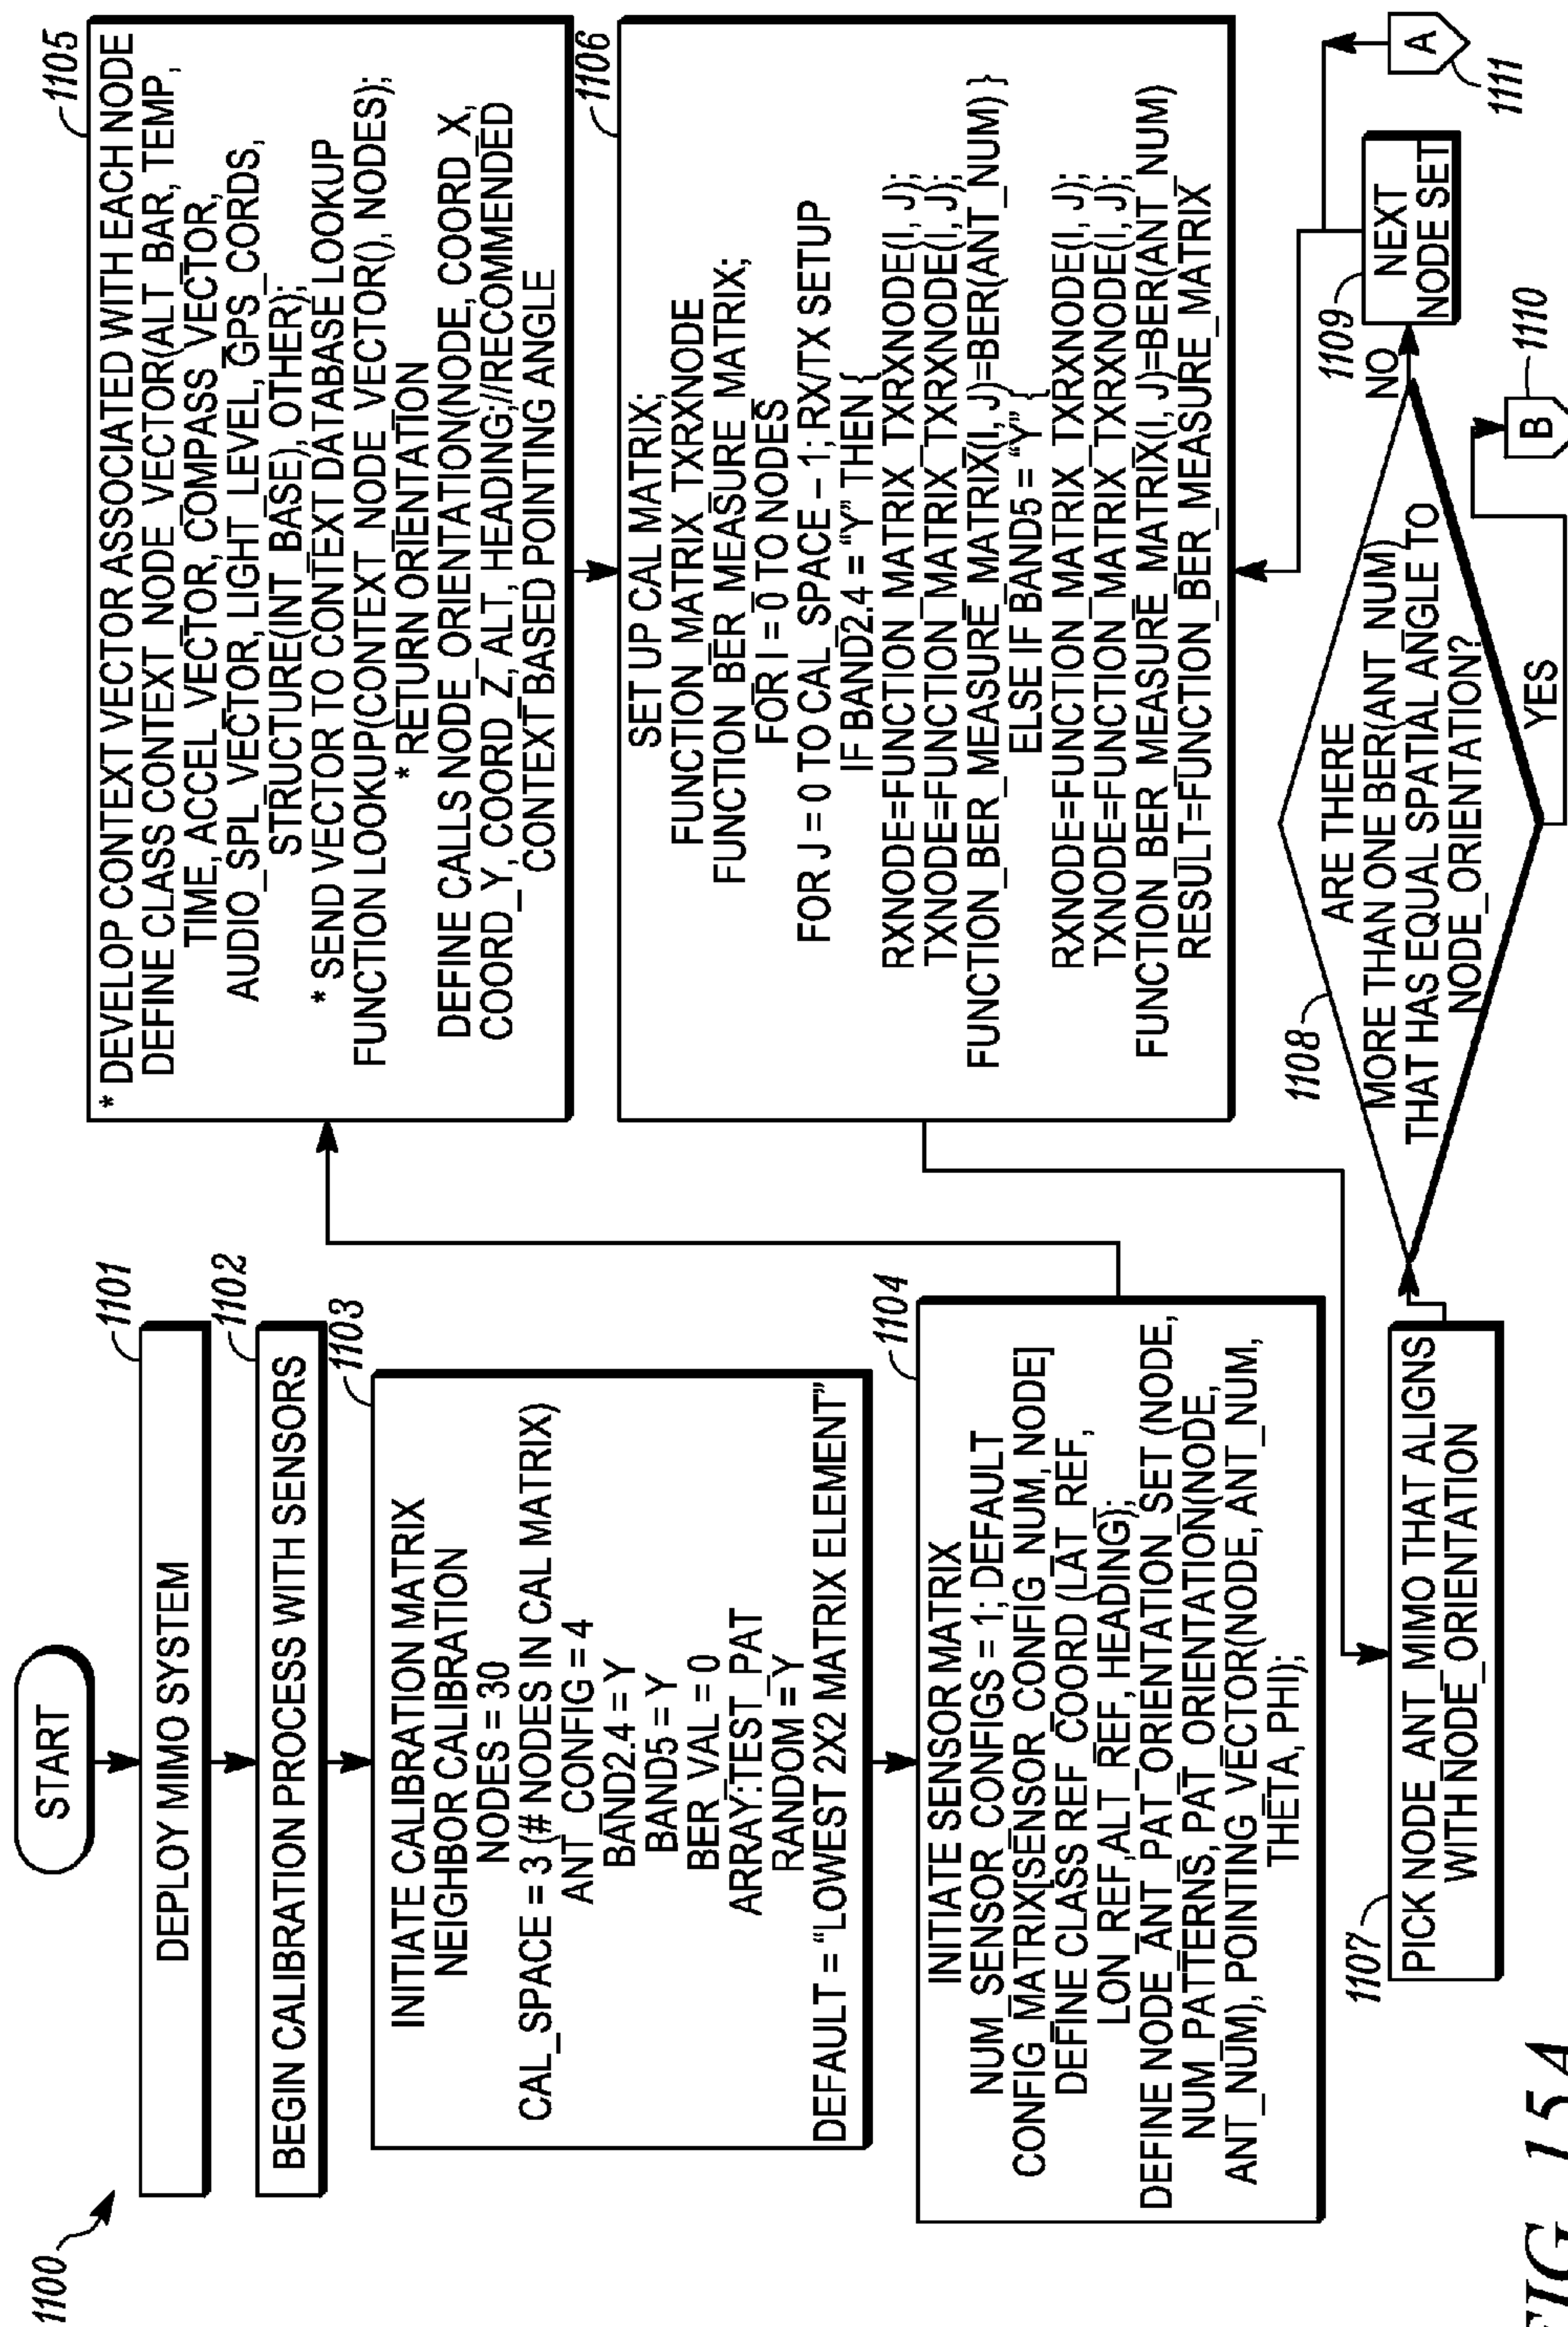 1100
START
1101
DEPLOY MIMO SYSTEM
1102
BEGIN CALIBRATION PROCESS WITH SENSORS
1103
INITIATE CALIBRATION MATRIX
NEIGHBOR CALIBRATION
NODES = 30
CAL_SPACE = 3 (# NODES IN CAL MATRIX)
ANT_CONFIG = 4
BAND2.4 = Y
BAND5 = Y
BER_VAL = 0
ARRAY:TEST_PAT
RANDOM = Y
DEFAULT = “LOWEST 2X2 MATRIX ELEMENT”
1104
INITIATE SENSOR MATRIX
NUM_SENSOR_CONFIGS = 1; DEFAULT
CONFIG_MATRIX[SENSOR_CONFIG_NUM, NODE]
DEFINE CLASS REF_COORD (LAT_REF,
LON_REF,ALT_REF, HEADING);
DEFINE NODE_ANT_PAT_ORIENTATION_SET (NODE,
NUM_PATTERNS, PAT_ORIENTATION(NODE,
ANT_NUM), POINTING_VECTOR(NODE, ANT_NUM,
THETA, PHI);
1105
* DEVELOP CONTEXT VECTOR ASSOCIATED WITH EACH NODE
DEFINE CLASS CONTEXT_NODE_VECTOR(ALT_BAR, TEMP,
TIME, ACCEL_VECTOR, COMPASS_VECTOR,
AUDIO_SPL_VECTOR, LIGHT_LEVEL, GPS_CORDS,
STRUCTURE(INT_BASE), OTHER);
* SEND VECTOR TO CONTEXT DATABASE LOOKUP
FUNCTION LOOKUP(CONTEXT_NODE_VECTOR(), NODES);
* RETURN ORIENTATION
DEFINE CALLS NODE_ORIENTATION(NODE, COORD_X,
COORD_Y, COORD_Z, ALT, HEADING;//RECOMMENDED
CONTEXT BASED POINTING ANGLE
1106
SET UP CAL MATRIX;
FUNCTION_MATRIX_TXRXNODE
FUNCTION_BER_MEASURE_MATRIX;
FOR I = 0 TO NODES
FOR J = 0 TO CAL_SPACE – 1; RX/TX SETUP
IF BAND2.4 = “Y” THEN {
RXNODE=FUNCTION_MATRIX_TXRXNODE(I, J);
TXNODE=FUNCTION_MATRIX_TXRXNODE(I, J);
FUNCTION_BER_MEASURE_MATRIX(I, J)=BER(ANT_NUM) }
ELSE IF BAND5 = “Y” {
RXNODE=FUNCTION_MATRIX_TXRXNODE(I, J);
TXNODE=FUNCTION_MATRIX_TXRXNODE(I, J);
FUNCTION_BER_MEASURE_MATRIX(I, J)=BER(ANT_NUM)
RESULT=FUNCTION_BER_MEASURE_MATRIX
1107
PICK NODE_ANT_MIMO THAT ALIGNS
WITH NODE_ORIENTATION
1108
ARE THERE
MORE THAN ONE BER(ANT_NUM)
THAT HAS EQUAL SPATIAL ANGLE TO
NODE_ORIENTATION?
NO
YES
1109
NEXT
NODE SET
B
1110
A
1111
FIG. 15A